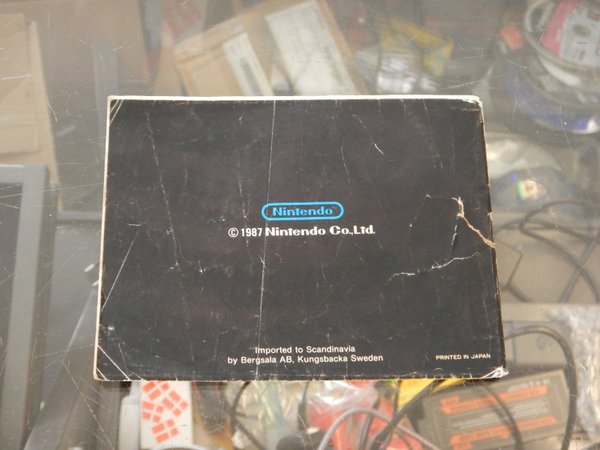 Nintendo
© 1987 Nintendo Co.,Ltd.
Imported to Scandinavia
by Bergsala AB, Kungsbacka Sweden
PRINTED IN JAPAN